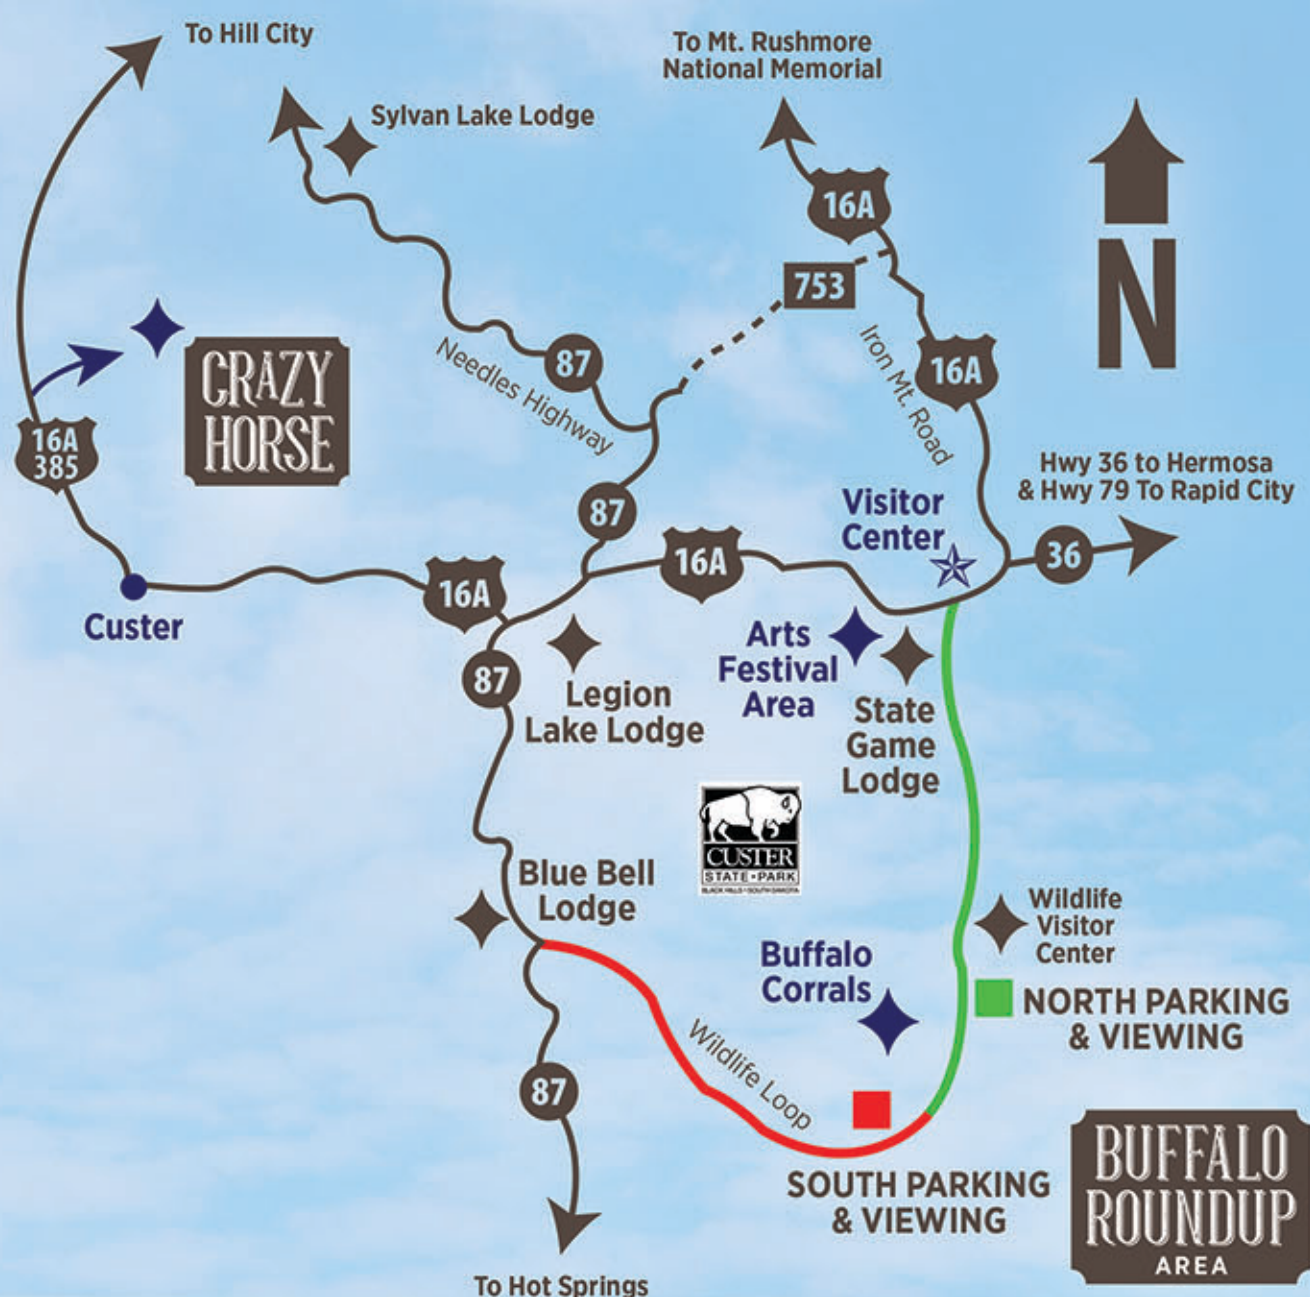 To Hill City
To Mt. Rushmore
National Memorial
Sylvan Lake Lodge
16A
753
N
CRAZY
HORSE
87
Needles Highway
Iron Mt. Road
16A
16A
385
Hwy 36 to Hermosa
& Hwy 79 To Rapid City
Visitor
Center
87
16A
36
16A
Custer
Arts
Festival
Area
87
Legion
Lake Lodge
State
Game
Lodge
CUSTER
STATE • PARK
BLACK HILLS • SOUTH DAKOTA
Blue Bell
Lodge
Wildlife
Visitor
Center
Buffalo
Corrals
NORTH PARKING
& VIEWING
Wildlife Loop
87
SOUTH PARKING
& VIEWING
BUFFALO
ROUNDUP
AREA
To Hot Springs